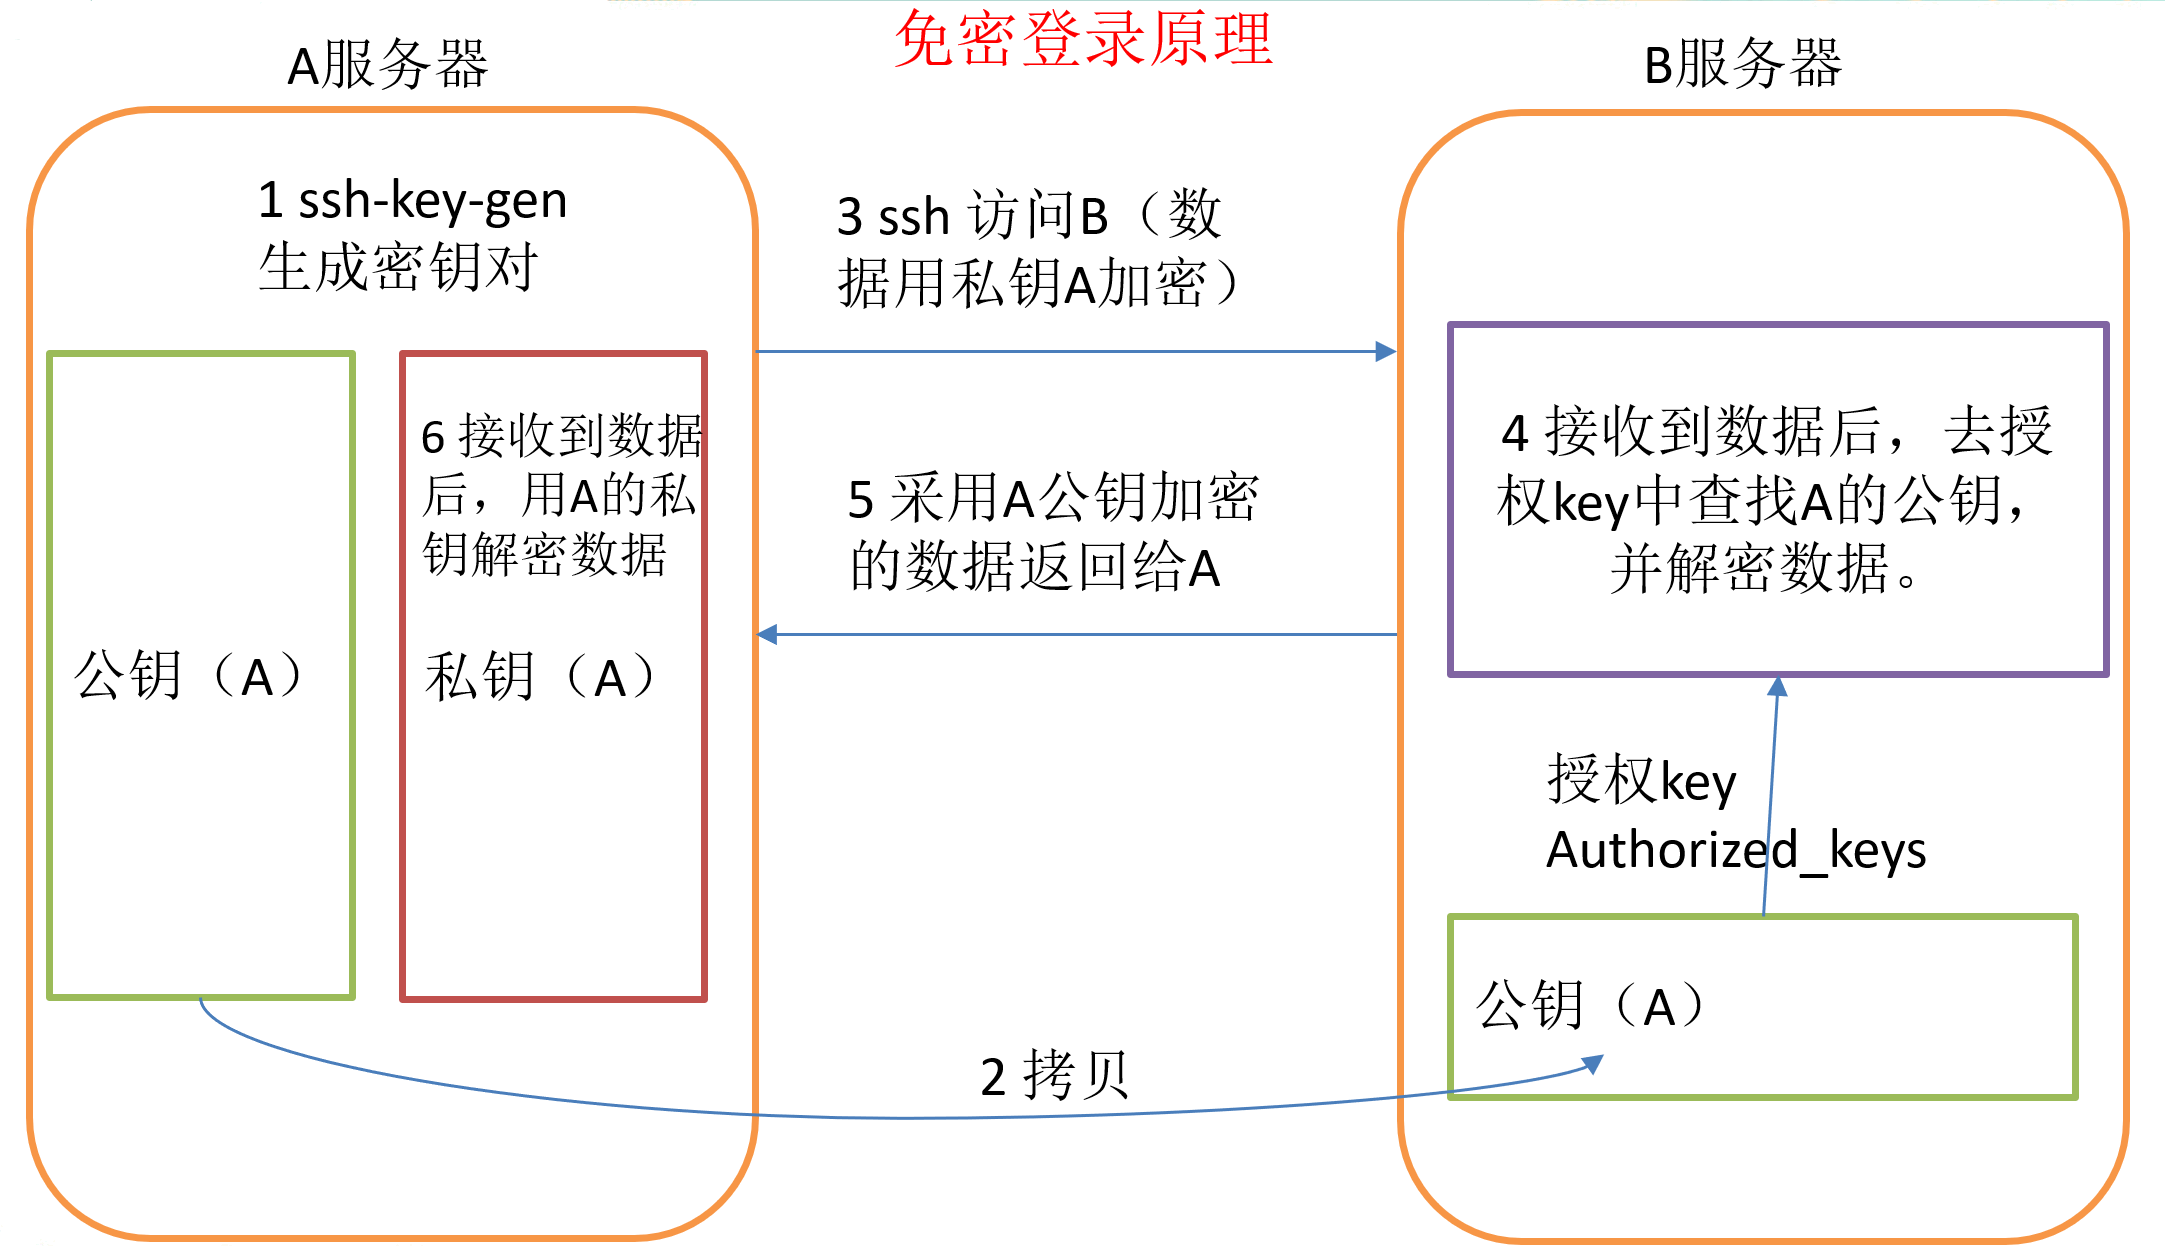 免密登录原理
A服务器
B服务器
1 ssh-key-gen
生成密钥对
3 ssh 访问B（数
据用私钥A加密）
6 接收到数据
后，用A的私
钥解密数据
4 接收到数据后，去授
权key中查找A的公钥，
并解密数据。
5 采用A公钥加密
的数据返回给A
公钥（A）
私钥（A）
授权key
Authorized_keys
公钥（A）
2 拷贝